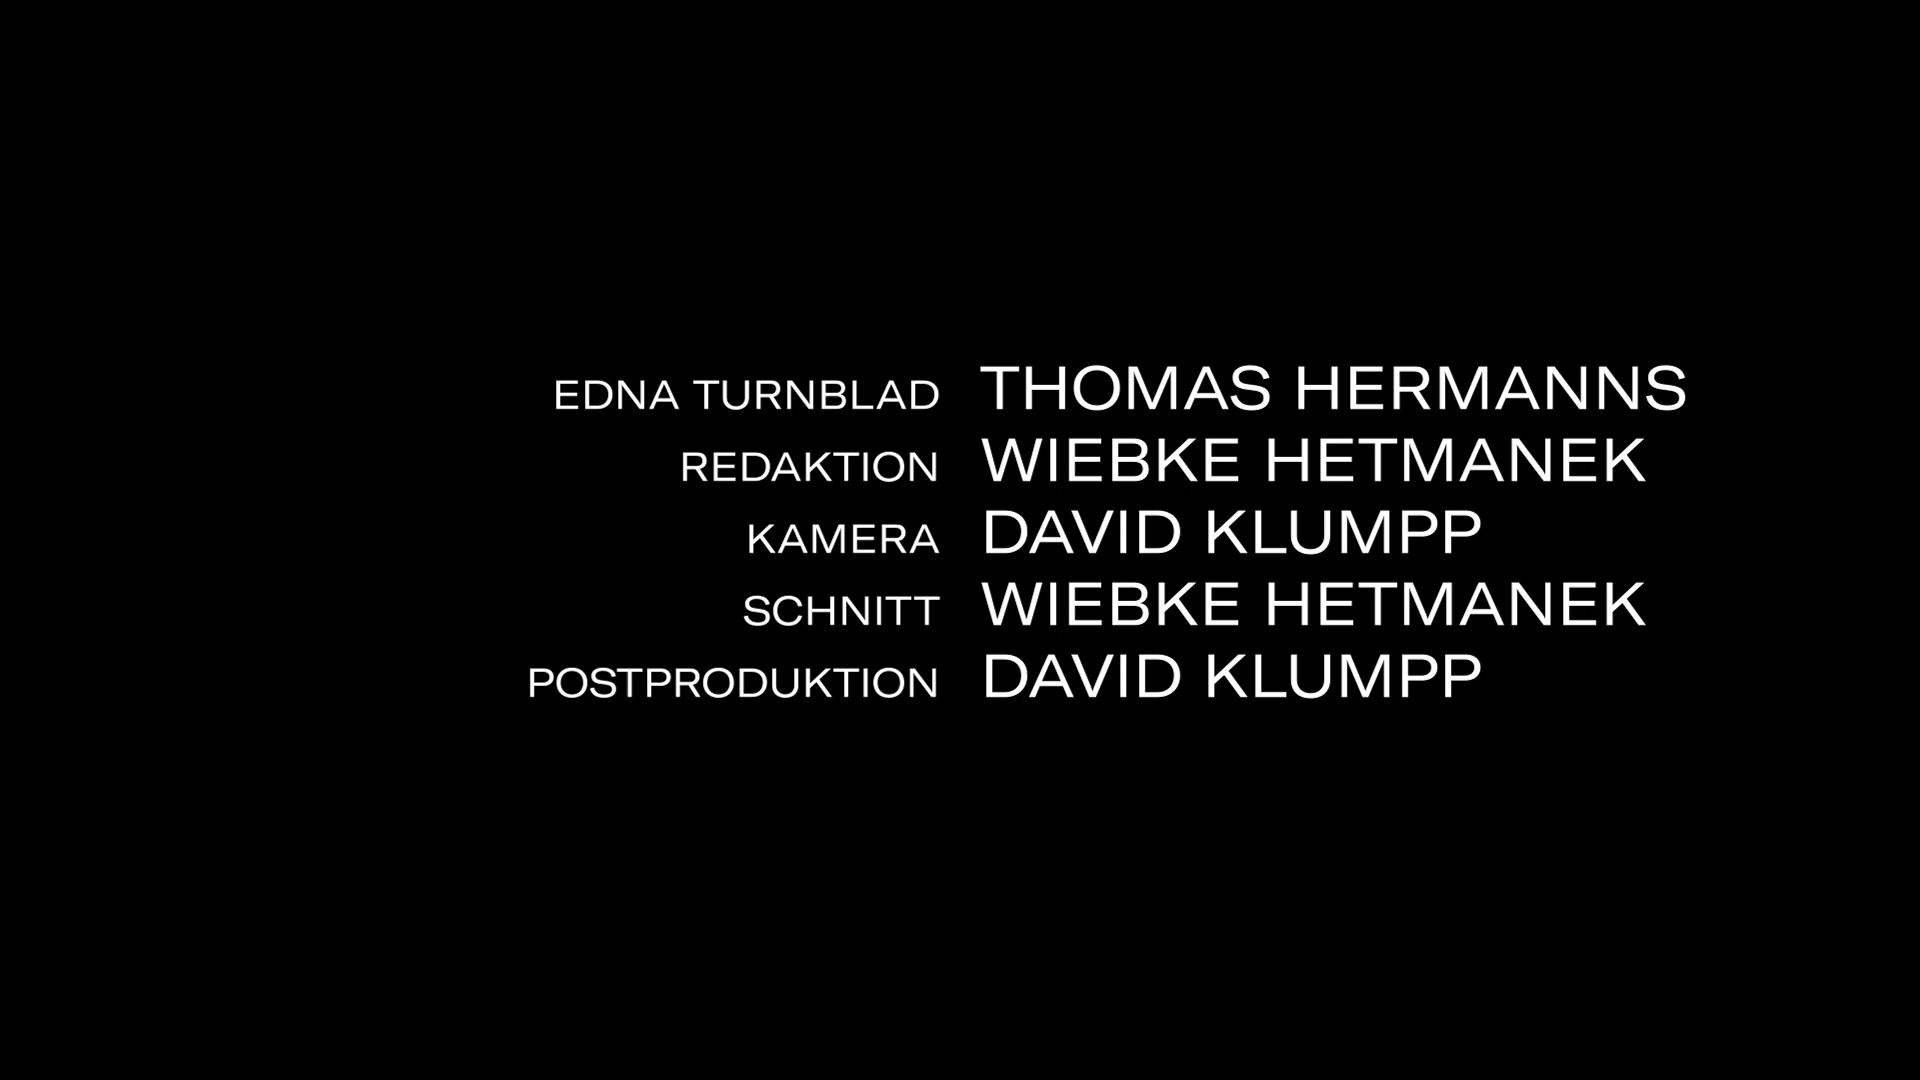 EDNA TURNBLAD THOMAS HERMANNS
REDAKTION WIEBKE HETMANEK
KAMERA DAVID KLUMPP
SCHNITT WIEBKE HETMANEK
POSTPRODUKTION DAVID KLUMPP